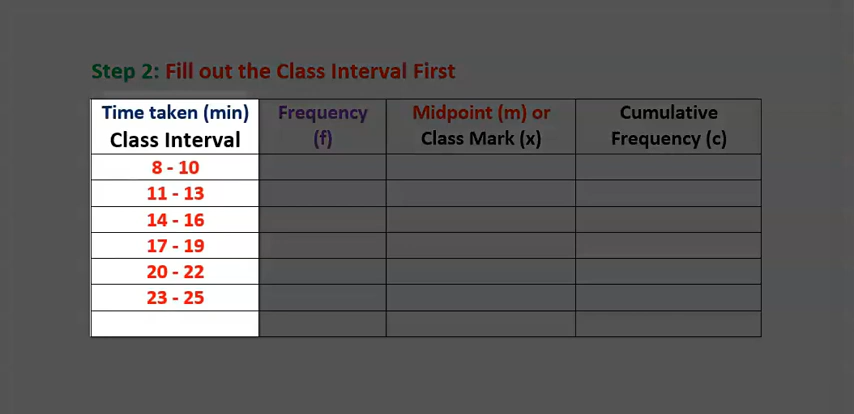 Step 2: Fill out the Class Interval First
Time taken (min) Frequency Midpoint (m) or Cumulative
Class Interval (f) Class Mark (x) Frequency (c)
8 - 10
11 - 13
14 - 16
17 - 19
20 - 22
23 - 25